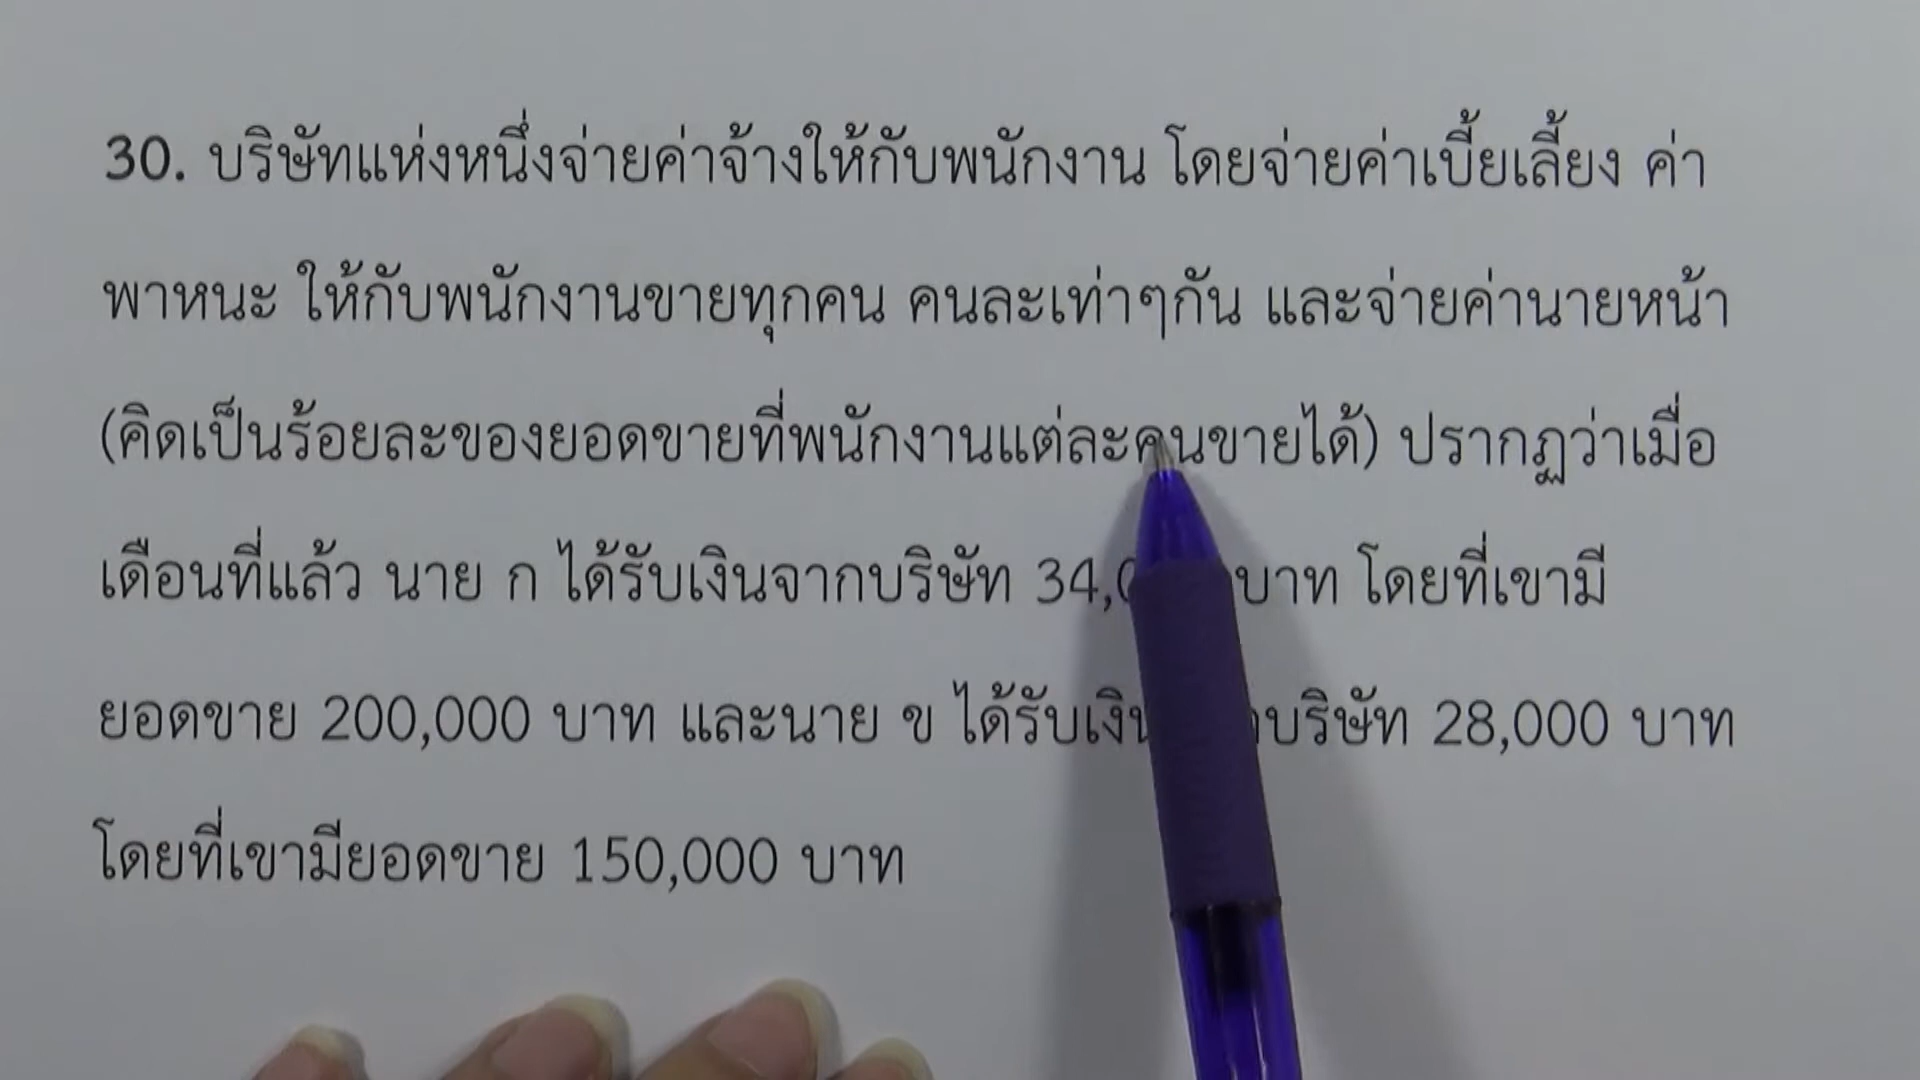 30. บริษัทแห่งหนึ่งจ่ายค่าจ้างให้กับพนักงาน โดยจ่ายค่าเบี้ยเลี้ยง ค่า
พาหนะ ให้กับพนักงานขายทุกคน คนละเท่าๆกัน และจ่ายค่านายหน้า
(คิดเป็นร้อยละของยอดขายที่พนักงานแต่ละคนขายได้) ปรากฏว่าเมื่อ
เดือนที่แล้ว นาย ก ได้รับเงินจากบริษัท บาท โดยที่เขามี
ยอดขาย 200,000 บาท และนาย ข ได้รับเงิน บริษัท 28,000 บาท
โดยที่เขามียอดขาย 150,000 บาท